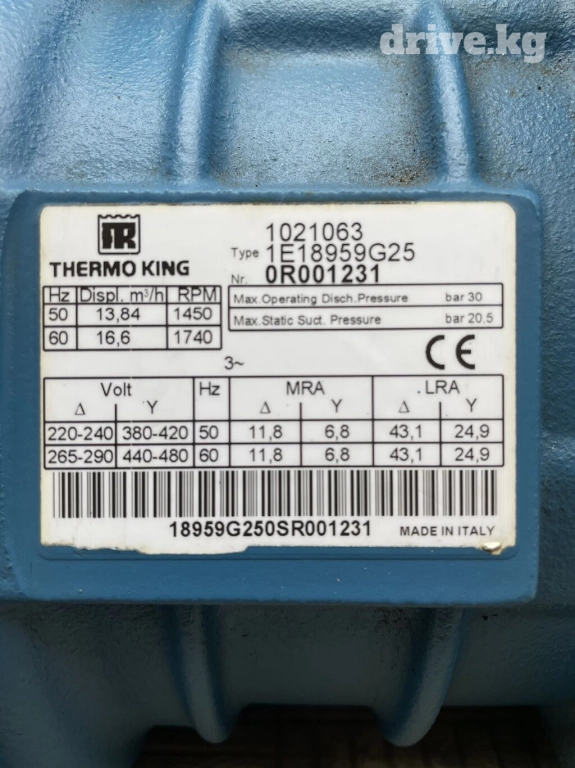 drive.kg
TK
THERMO KING
1021063
Type 1E18959G25
Nr. 0R001231
Hz Displ. m³/h RPM
50 13,84 1450
60 16,6 1740
Max.Operating Disch.Pressure bar 30
Max.Static Suct. Pressure bar 20.5
3~
CE
Volt Hz MRA .LRA
Δ Y Δ Y Δ Y
220-240 380-420 50 11,8 6,8 43,1 24,9
265-290 440-480 60 11,8 6,8 43,1 24,9
18959G250SR001231 MADE IN ITALY